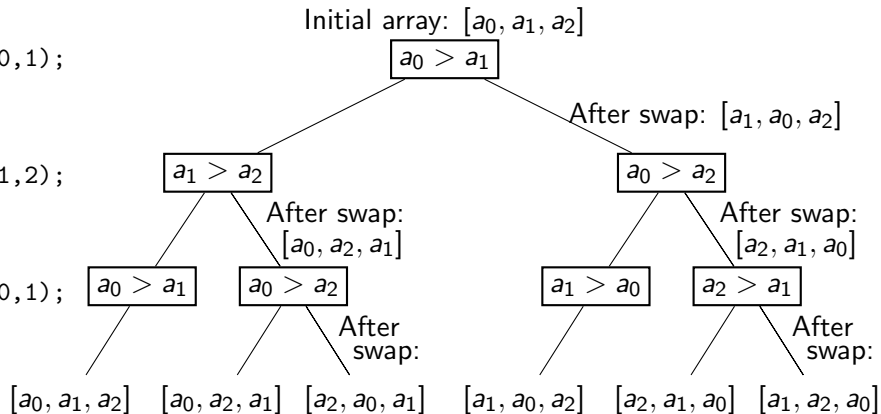 Initial array: [a₀, a₁, a₂]
0,1);
a₀ > a₁
After swap: [a₁, a₀, a₂]
1,2);
a₁ > a₂
a₀ > a₂
After swap:
[a₀, a₂, a₁]
After swap:
[a₂, a₁, a₀]
0,1);
a₀ > a₁
a₀ > a₂
a₁ > a₀
a₂ > a₁
After
swap:
After
swap:
[a₀, a₁, a₂]
[a₀, a₂, a₁]
[a₂, a₀, a₁]
[a₁, a₀, a₂]
[a₂, a₁, a₀]
[a₁, a₂, a₀]